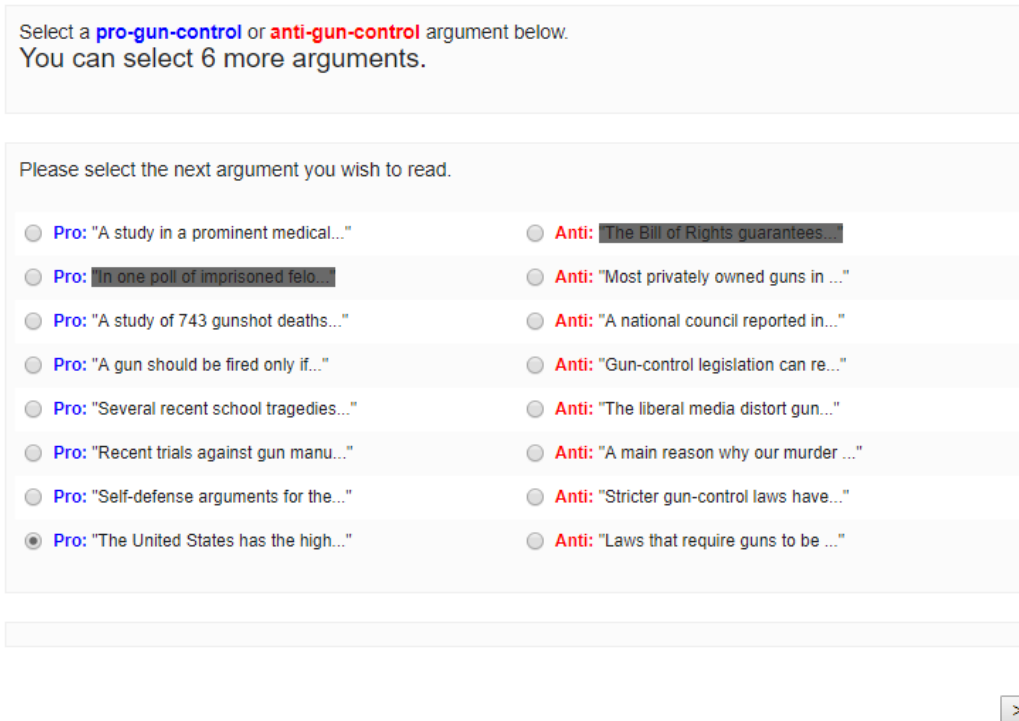 Select a pro-gun-control or anti-gun-control argument below.
You can select 6 more arguments.
Please select the next argument you wish to read.
Pro: "A study in a prominent medical..."
Anti: "The Bill of Rights guarantees..."
Pro: "In one poll of imprisoned felo..."
Anti: "Most privately owned guns in ..."
Pro: "A study of 743 gunshot deaths..."
Anti: "A national council reported in..."
Pro: "A gun should be fired only if..."
Anti: "Gun-control legislation can re..."
Pro: "Several recent school tragedies..."
Anti: "The liberal media distort gun..."
Pro: "Recent trials against gun manu..."
Anti: "A main reason why our murder ..."
Pro: "Self-defense arguments for the..."
Anti: "Stricter gun-control laws have..."
Pro: "The United States has the high..."
Anti: "Laws that require guns to be ..."
>